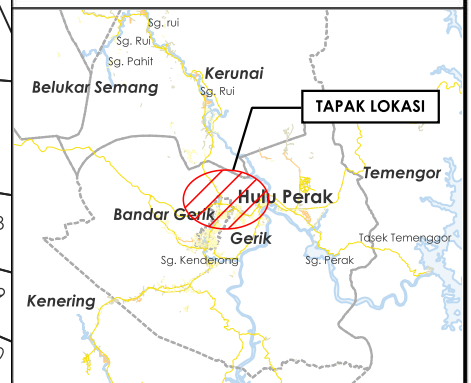 Sg. rui
Sg. Rui
Sg. Pahit
Kerunai
Belukar Semang
Sg. Rui
TAPAK LOKASI
Temengor
Hulu Perak
Bandar Gerik
Gerik
Tasek Temenggor
Sg. Kenderong
Sg. Perak
Kenering